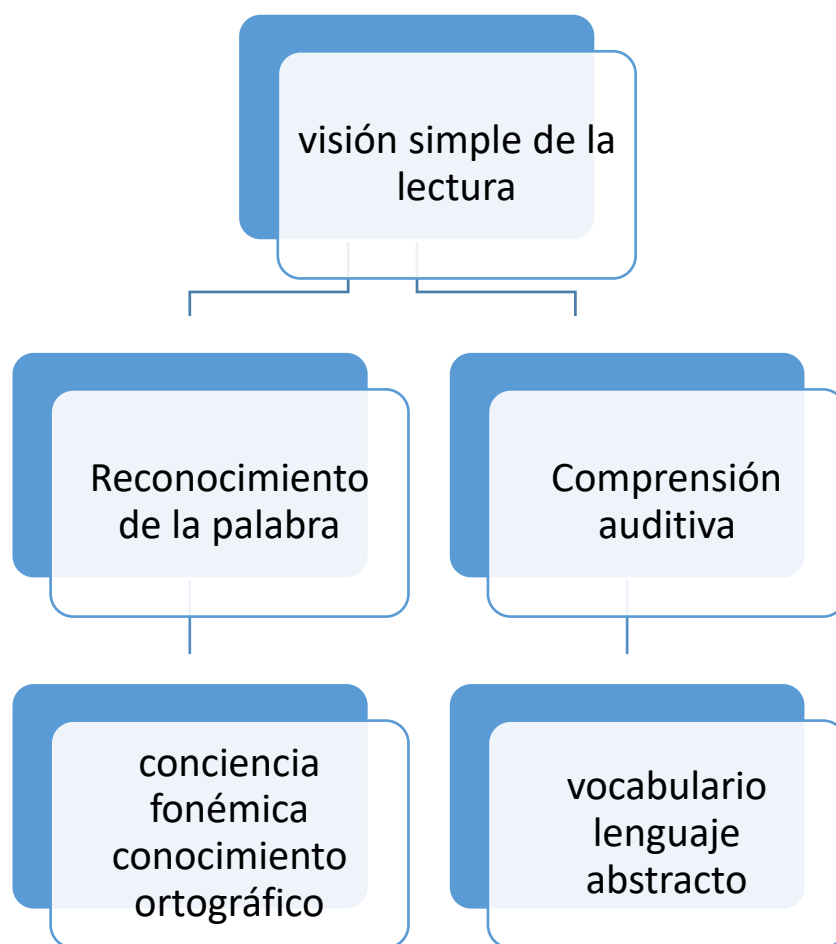 visión simple de la
lectura
Reconocimiento
de la palabra
Comprensión
auditiva
conciencia
fonémica
conocimiento
ortográfico
vocabulario
lenguaje
abstracto